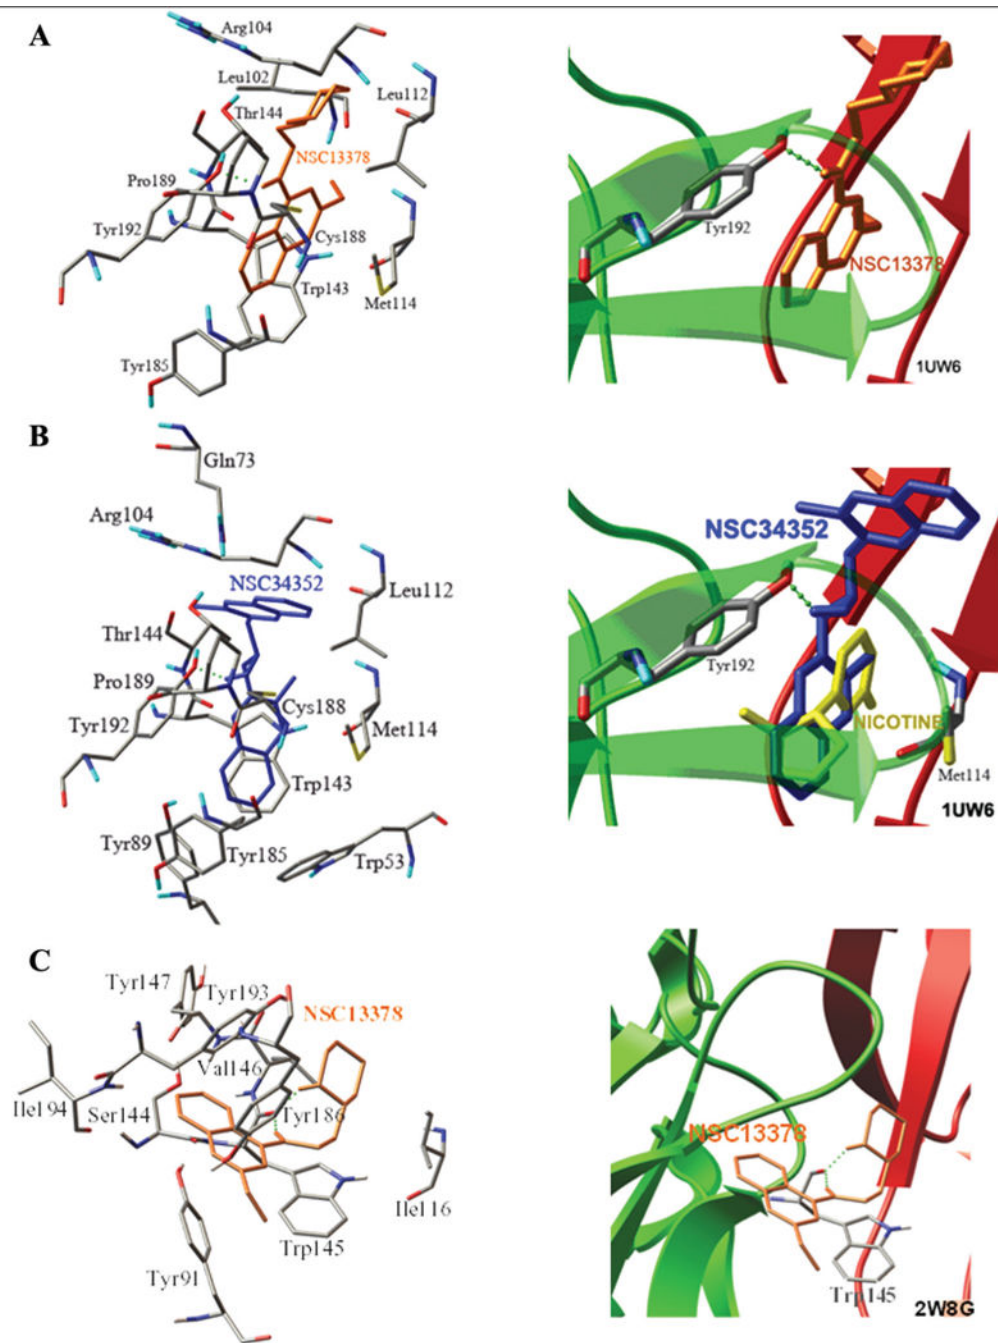 A
Arg104
Leu102
Leu112
Thr144
NSC13378
Pro189
Tyr192
Cys188
Trp143
Met114
Tyr185
Tyr192
NSC13378
1UW6
B
Gln73
Arg104
NSC34352
Leu112
Thr144
Pro189
Cys188
Tyr192
Met114
Trp143
Tyr89
Tyr185
Trp53
NSC34352
Tyr192
NICOTINE
Met114
1UW6
C
Tyr147
Tyr193
NSC13378
Val146
Ile194
Ser144
Tyr186
Ile116
Trp145
Tyr91
NSC13378
Trp145
2W8G